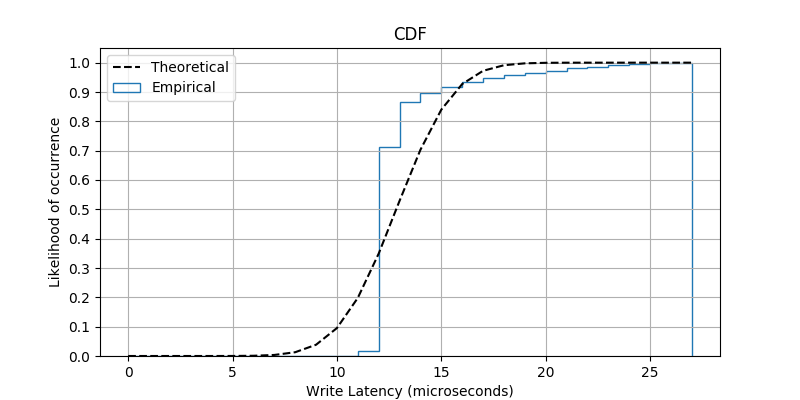 CDF
Theoretical
Empirical
Likelihood of occurrence
1.0
0.9
0.8
0.7
0.6
0.5
0.4
0.3
0.2
0.1
0.0
0 5 10 15 20 25
Write Latency (microseconds)